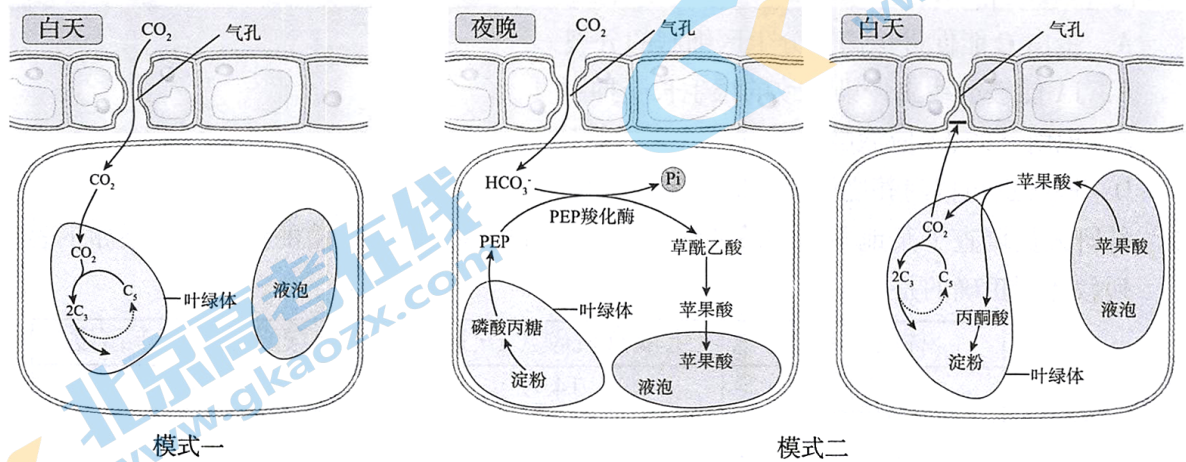 白天
CO₂
气孔
CO₂
CO₂
C₅
2C₃
叶绿体
液泡
模式一
夜晚
CO₂
气孔
HCO₃⁻
Pi
PEP羧化酶
PEP
草酰乙酸
磷酸丙糖
叶绿体
苹果酸
淀粉
苹果酸
液泡
白天
气孔
苹果酸
CO₂
苹果酸
2C₃
C₅
丙酮酸
液泡
淀粉
叶绿体
模式二
北京高考在线
www.gkaozx.com